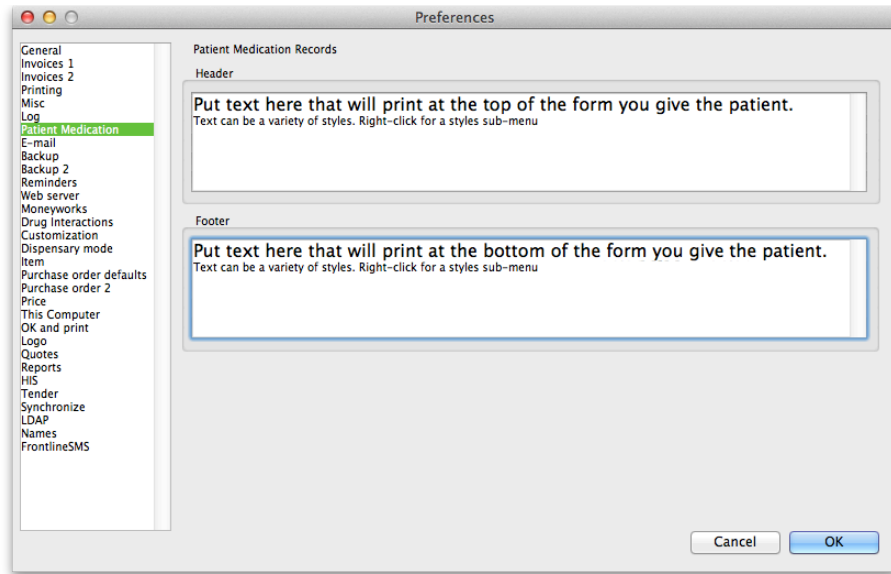 Preferences
General
Invoices 1
Invoices 2
Printing
Misc
Log
Patient Medication
E-mail
Backup
Backup 2
Reminders
Web server
Moneyworks
Drug Interactions
Customization
Dispensary mode
Item
Purchase order defaults
Purchase order 2
Price
This Computer
OK and print
Logo
Quotes
Reports
HIS
Tender
Synchronize
LDAP
Names
FrontlineSMS
Patient Medication Records
Header
Put text here that will print at the top of the form you give the patient.
Text can be a variety of styles. Right-click for a styles sub-menu
Footer
Put text here that will print at the bottom of the form you give the patient.
Text can be a variety of styles. Right-click for a styles sub-menu
Cancel
OK